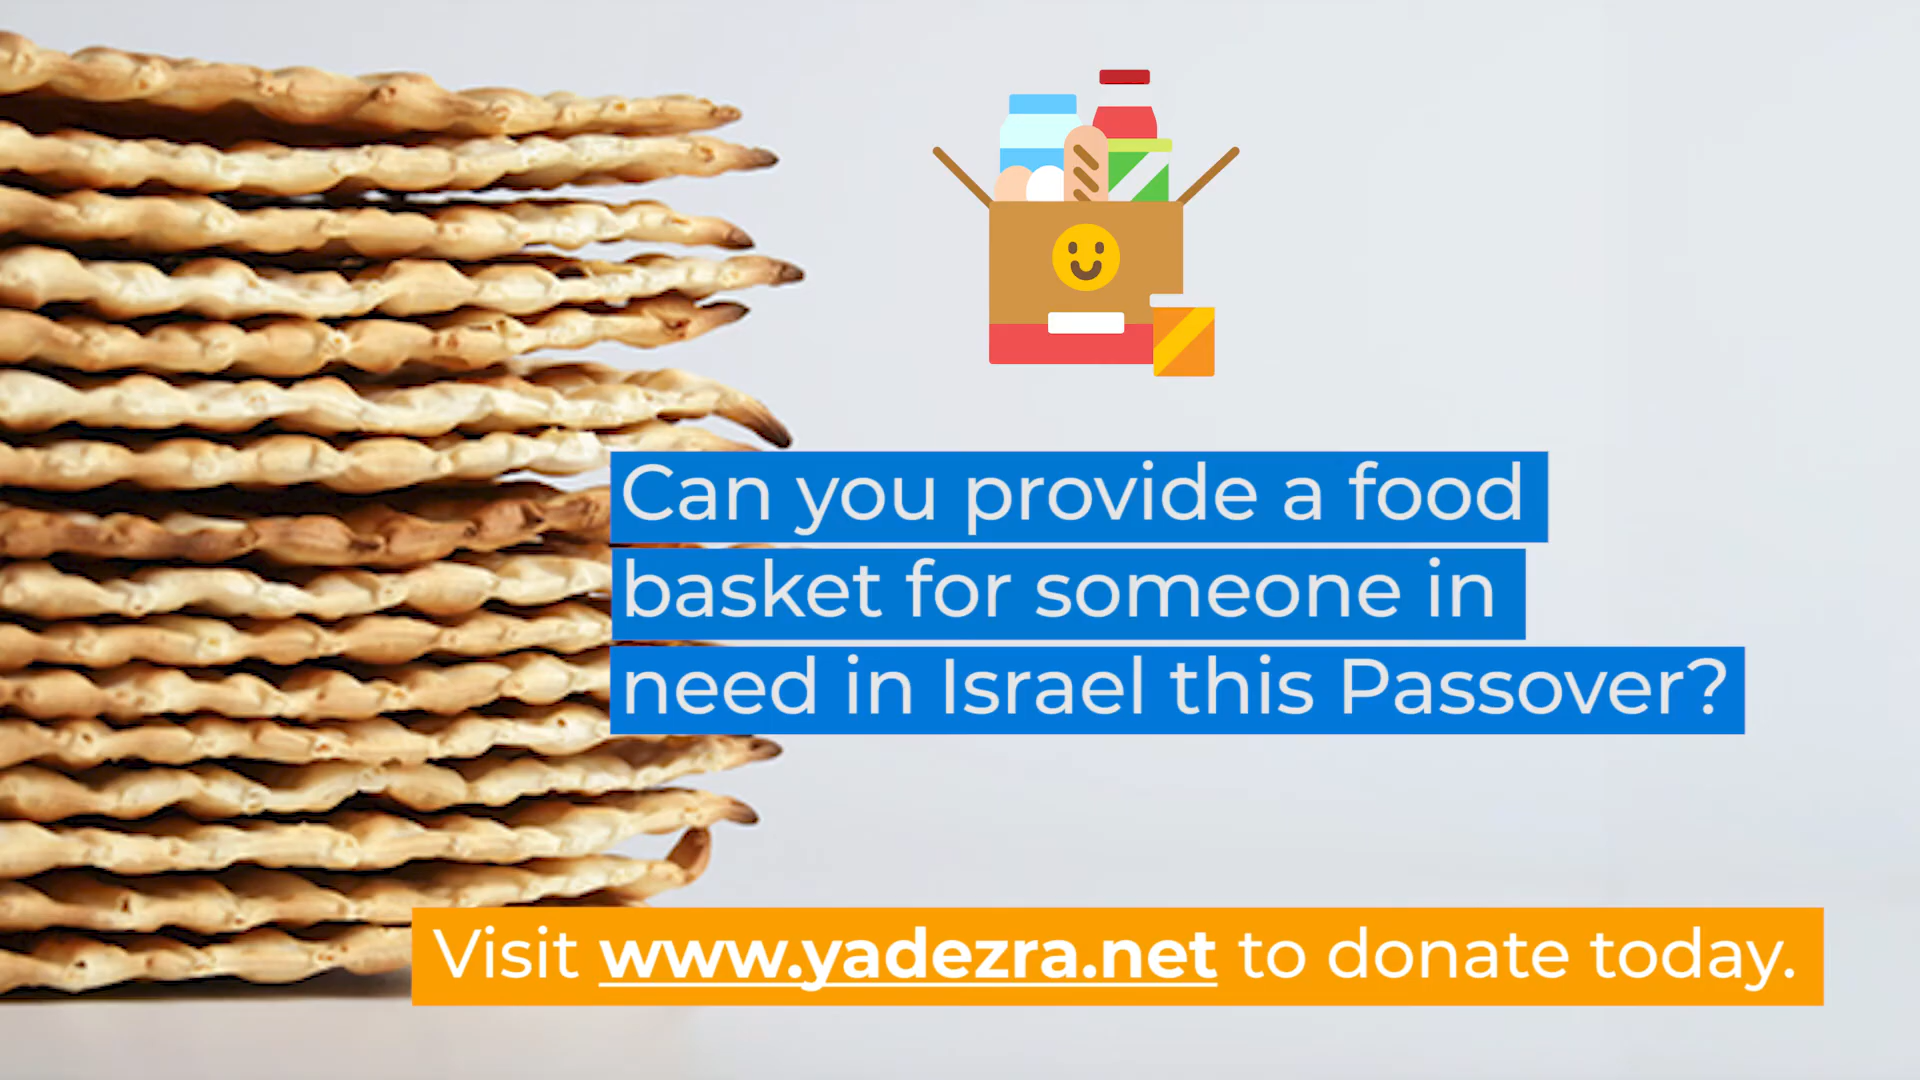 Can you provide a food
basket for someone in
need in Israel this Passover?
Visit www.yadezra.net to donate today.